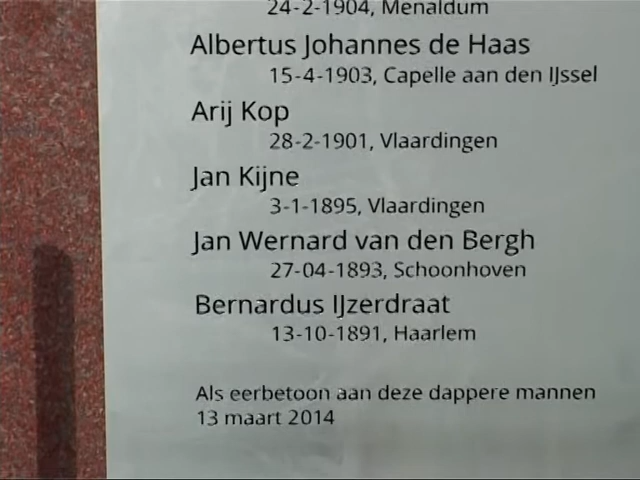 24-2-1904, Menaldum
Albertus Johannes de Haas
15-4-1903, Capelle aan den IJssel
Arij Kop
28-2-1901, Vlaardingen
Jan Kijne
3-1-1895, Vlaardingen
Jan Wernard van den Bergh
27-04-1893, Schoonhoven
Bernardus IJzerdraat
13-10-1891, Haarlem
Als eerbetoon aan deze dappere mannen
13 maart 2014